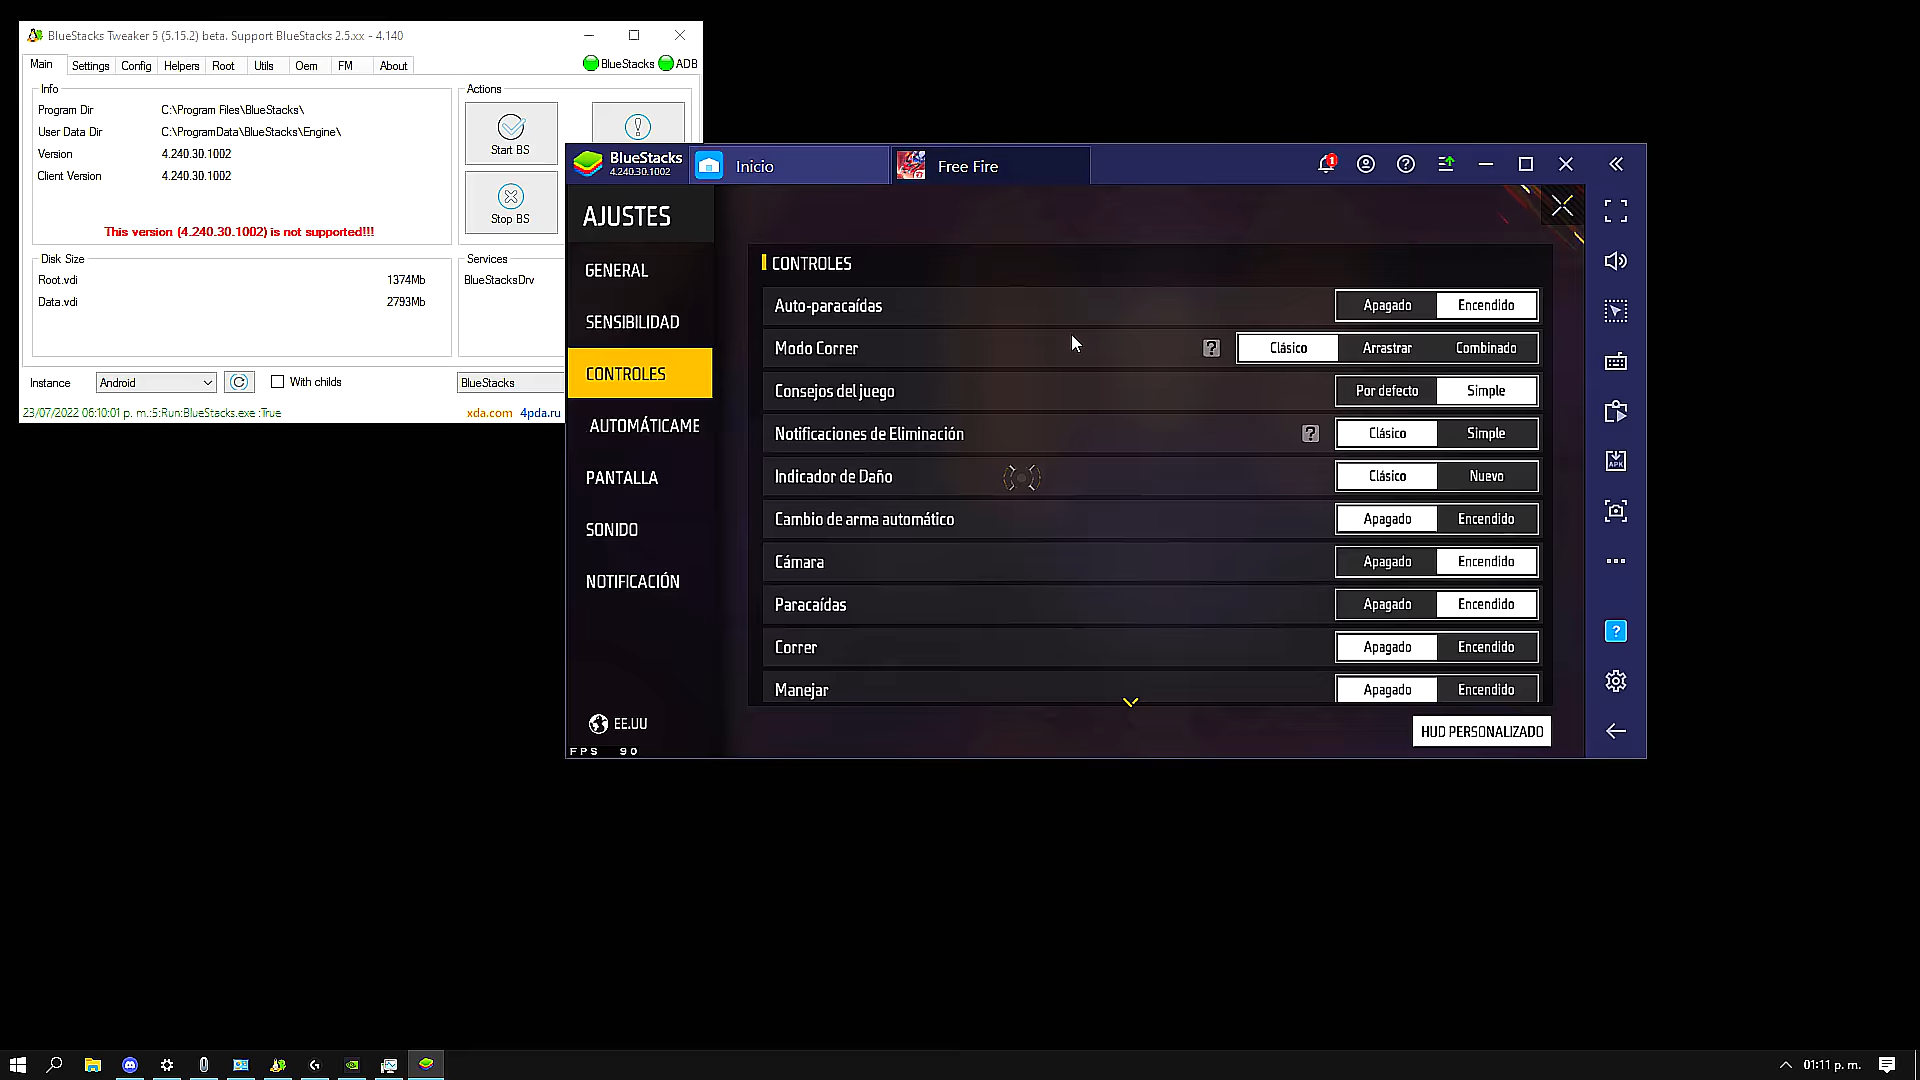 BlueStacks Tweaker 5 (5.15.2) beta. Support BlueStacks 2.5.xx - 4.140
Main Settings Config Helpers Root Utils Oem FM About BlueStacks ADB
Info
Program Dir C:\Program Files\BlueStacks\
User Data Dir C:\ProgramData\BlueStacks\Engine\
Version 4.240.30.1002
Client Version 4.240.30.1002
This version (4.240.30.1002) is not supported!!!
Actions
Start BS
Stop BS
Disk Size
Root.vdi 1374Mb
Data.vdi 2793Mb
Services
BlueStacksDrv
Instance Android With childs BlueStacks
23/07/2022 06:10:01 p. m.:5:Run:BlueStacks.exe :True xda.com 4pda.ru
BlueStacks
4.240.30.1002
Inicio
Free Fire
1
AJUSTES
GENERAL
SENSIBILIDAD
CONTROLES
AUTOMÁTICAME
PANTALLA
SONIDO
NOTIFICACIÓN
EE.UU
FPS 90
CONTROLES
Auto-paracaídas Apagado Encendido
Modo Correr ? Clásico Arrastrar Combinado
Consejos del juego Por defecto Simple
Notificaciones de Eliminación ? Clásico Simple
Indicador de Daño Clásico Nuevo
Cambio de arma automático Apagado Encendido
Cámara Apagado Encendido
Paracaídas Apagado Encendido
Correr Apagado Encendido
Manejar Apagado Encendido
HUD PERSONALIZADO
APK
?
01:11 p. m.